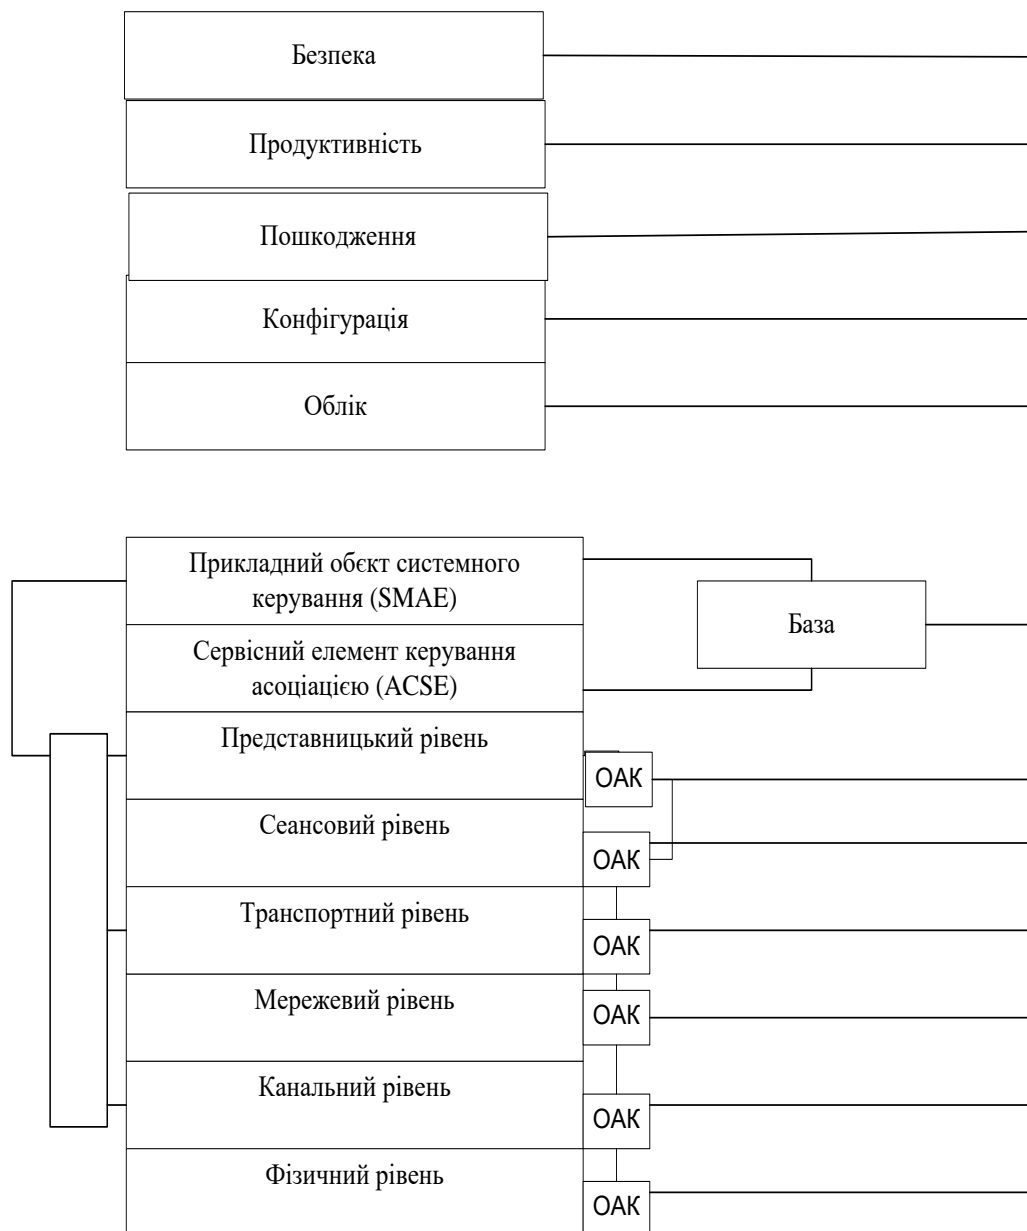 Безпека
Продуктивність
Пошкодження
Конфігурація
Облік
Прикладний обєкт системного
керування (SMAE)
База
Сервісний елемент керування
асоціацією (ACSE)
Представницький рівень
ОАК
Сеансовий рівень
ОАК
Транспортний рівень
ОАК
Мережевий рівень
ОАК
Канальний рівень
ОАК
Фізичний рівень
ОАК